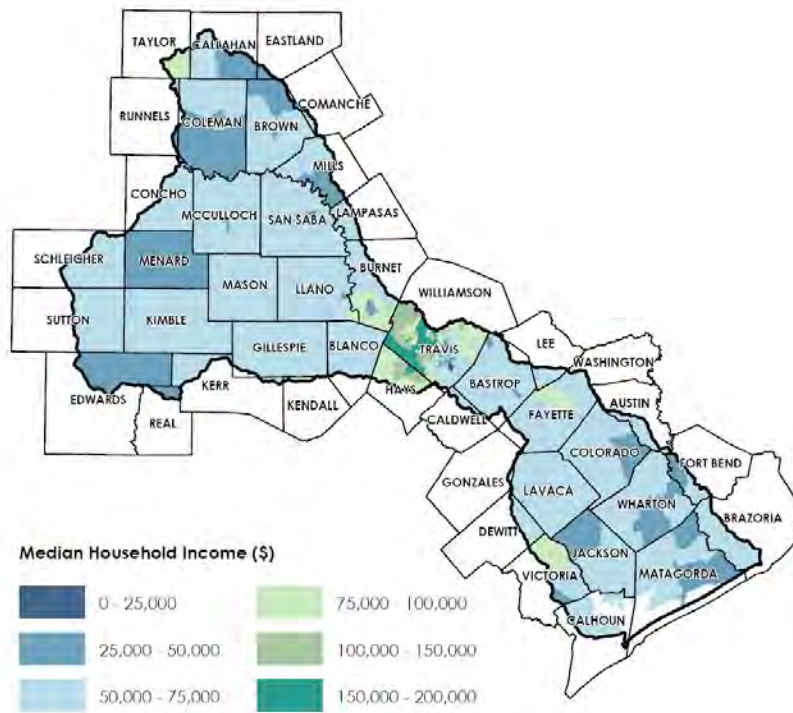 TAYLOR
CALLAHAN
EASTLAND
COMANCHE
RUNNELS
COLEMAN
BROWN
MILLS
CONCHO
LAMPASAS
MCCULLOCH
SAN SABA
SCHLEIGHER
MENARD
BURNET
MASON
LLANO
WILLIAMSON
SUTTON
KIMBLE
GILLESPIE
BLANCO
TRAVIS
LEE
WASHINGTON
BASTROP
EDWARDS
KERR
HAYS
AUSTIN
REAL
KENDALL
CALDWELL
FAYETTE
COLORADO
FORT BEND
GONZALES
LAVACA
WHARTON
BRAZORIA
DEWITT
JACKSON
VICTORIA
MATAGORDA
CALHOUN
Median Household Income ($)
0 - 25,000
75,000 - 100,000
25,000 - 50,000
100,000 - 150,000
50,000 - 75,000
150,000 - 200,000